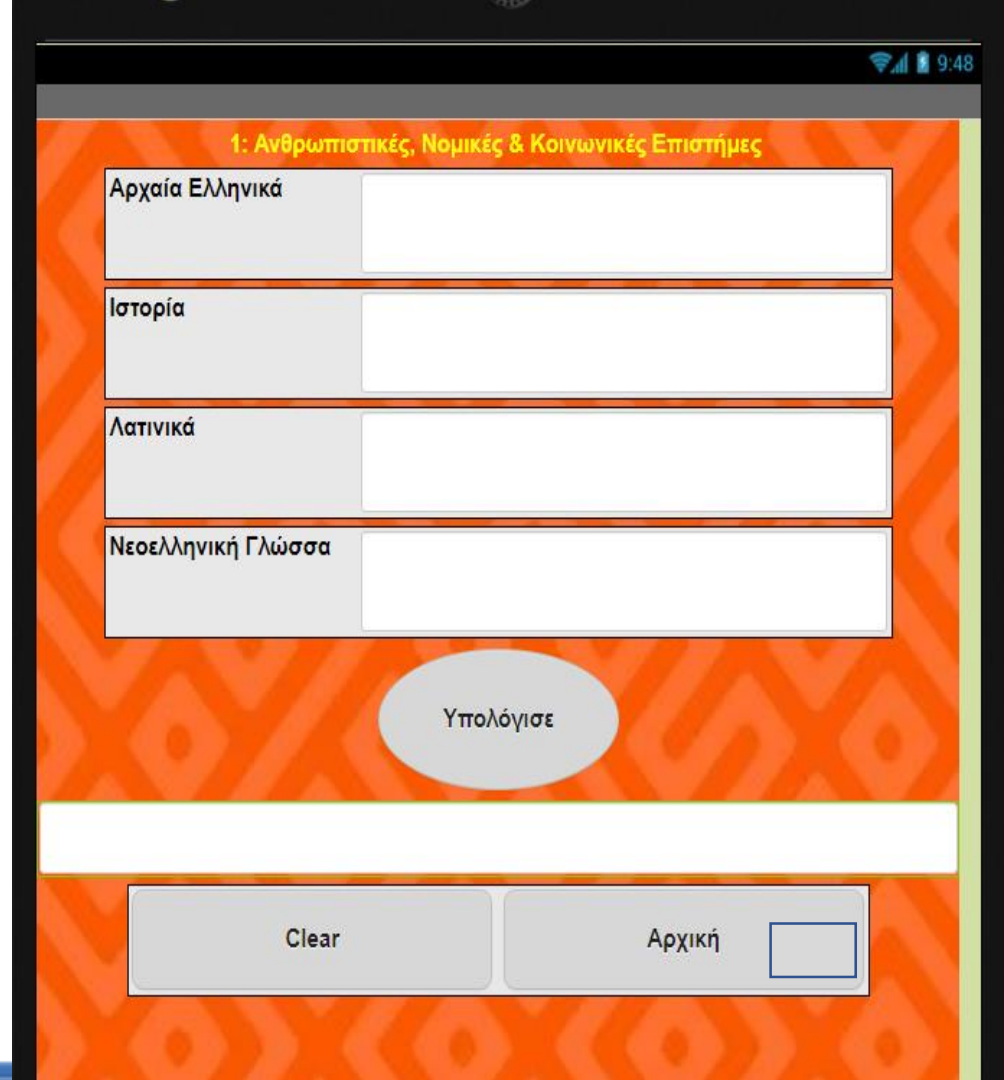 9:48
1: Ανθρωπιστικές, Νομικές & Κοινωνικές Επιστήμες
Αρχαία Ελληνικά
Ιστορία
Λατινικά
Νεοελληνική Γλώσσα
Υπολόγισε
Clear Αρχική